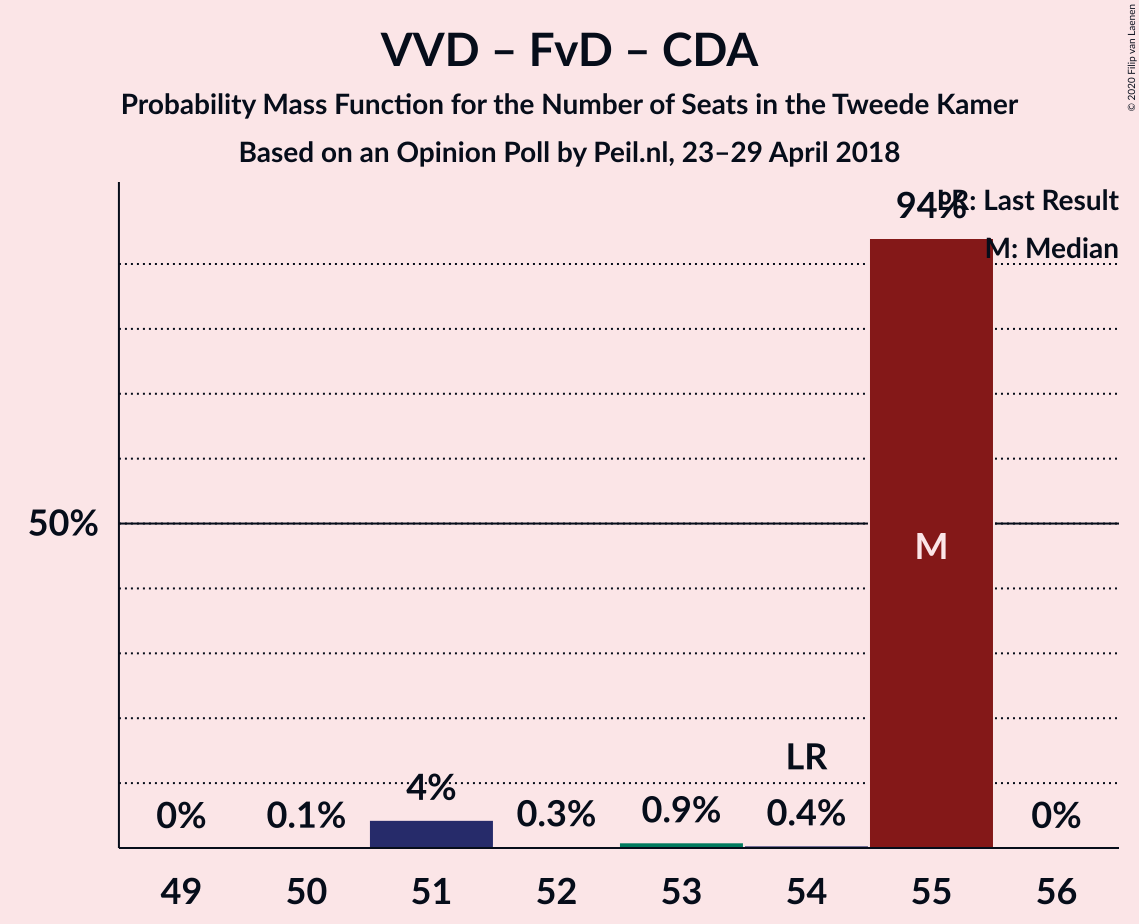 VVD – FvD – CDA
Probability Mass Function for the Number of Seats in the Tweede Kamer
Based on an Opinion Poll by Peil.nl, 23–29 April 2018
© 2020 Filip van Laenen
LR: Last Result
M: Median
94%
50%
M
LR
0% 0.1% 4% 0.3% 0.9% 0.4% 0%
49 50 51 52 53 54 55 56